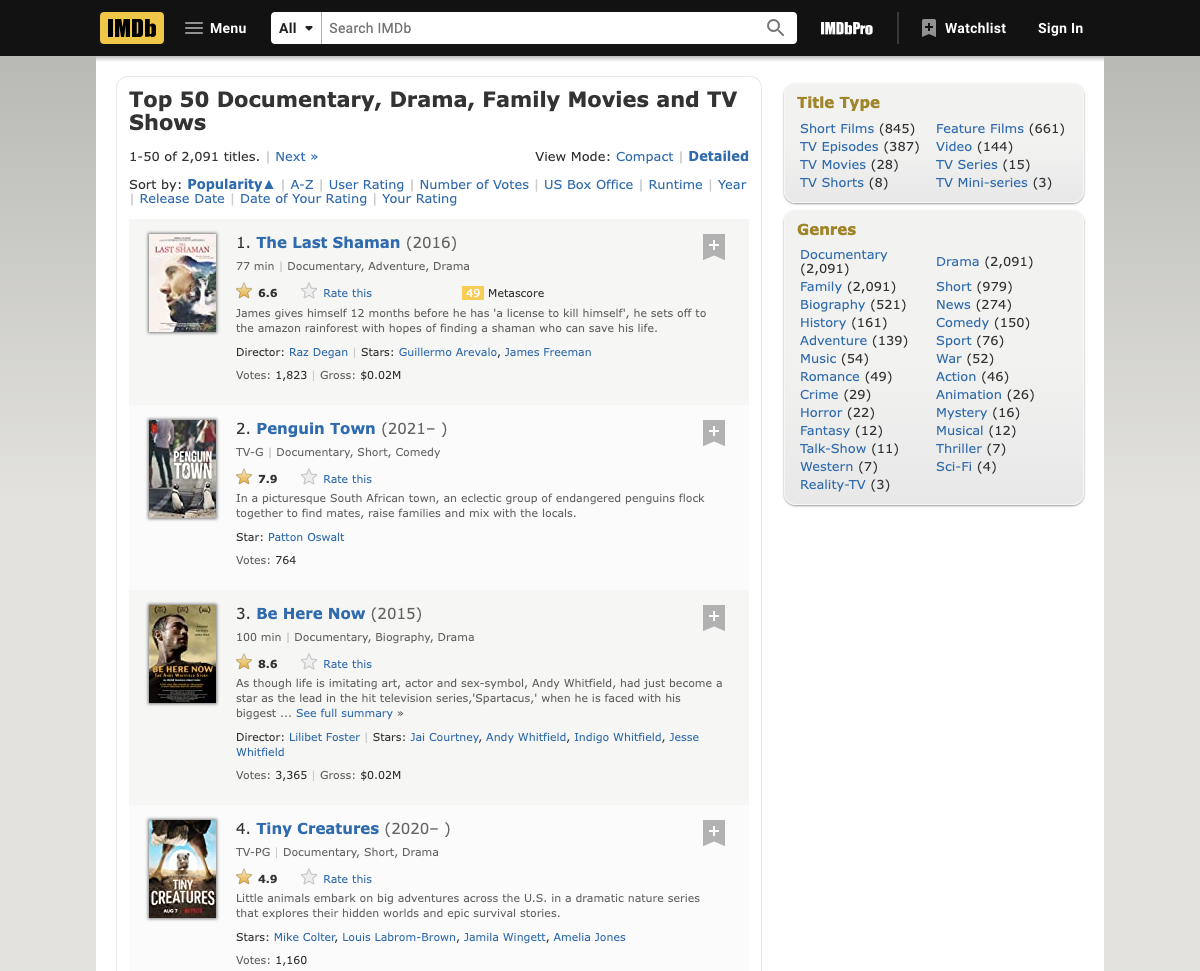 IMDb Menu All Search IMDb IMDbPro Watchlist Sign In
Top 50 Documentary, Drama, Family Movies and TV
Shows
1-50 of 2,091 titles. | Next »
View Mode: Compact | Detailed
Sort by: Popularity▲ | A-Z | User Rating | Number of Votes | US Box Office | Runtime | Year
| Release Date | Date of Your Rating | Your Rating
THE LAST SHAMAN
1. The Last Shaman (2016)
77 min | Documentary, Adventure, Drama
6.6 Rate this 49 Metascore
James gives himself 12 months before he has 'a license to kill himself', he sets off to
the amazon rainforest with hopes of finding a shaman who can save his life.
Director: Raz Degan | Stars: Guillermo Arevalo, James Freeman
Votes: 1,823 | Gross: $0.02M
PENGUIN
TOWN
2. Penguin Town (2021– )
TV-G | Documentary, Short, Comedy
7.9 Rate this
In a picturesque South African town, an eclectic group of endangered penguins flock
together to find mates, raise families and mix with the locals.
Star: Patton Oswalt
Votes: 764
BE HERE NOW
THE ANDY WHITFIELD STORY
3. Be Here Now (2015)
100 min | Documentary, Biography, Drama
8.6 Rate this
As though life is imitating art, actor and sex-symbol, Andy Whitfield, had just become a
star as the lead in the hit television series,'Spartacus,' when he is faced with his
biggest ... See full summary »
Director: Lilibet Foster | Stars: Jai Courtney, Andy Whitfield, Indigo Whitfield, Jesse
Whitfield
Votes: 3,365 | Gross: $0.02M
TINY
CREATURES
AUG 7 | NETFLIX
4. Tiny Creatures (2020– )
TV-PG | Documentary, Short, Drama
4.9 Rate this
Little animals embark on big adventures across the U.S. in a dramatic nature series
that explores their hidden worlds and epic survival stories.
Stars: Mike Colter, Louis Labrom-Brown, Jamila Wingett, Amelia Jones
Votes: 1,160
Title Type
Short Films (845) Feature Films (661)
TV Episodes (387) Video (144)
TV Movies (28) TV Series (15)
TV Shorts (8) TV Mini-series (3)
Genres
Documentary
(2,091) Drama (2,091)
Family (2,091) Short (979)
Biography (521) News (274)
History (161) Comedy (150)
Adventure (139) Sport (76)
Music (54) War (52)
Romance (49) Action (46)
Crime (29) Animation (26)
Horror (22) Mystery (16)
Fantasy (12) Musical (12)
Talk-Show (11) Thriller (7)
Western (7) Sci-Fi (4)
Reality-TV (3)